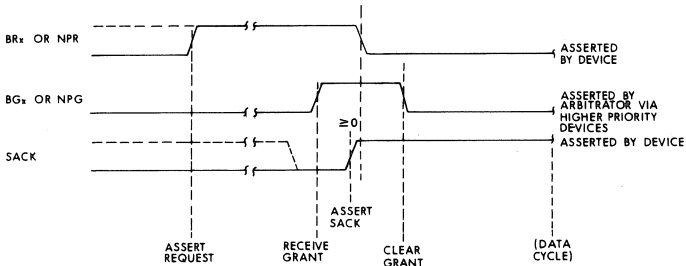 BRx OR NPR
ASSERTED
BY DEVICE
BGx OR NPG
ASSERTED BY
ARBITRATOR VIA
HIGHER PRIORITY
DEVICES
≥0
ASSERTED BY DEVICE
SACK
ASSERT
SACK
ASSERT
REQUEST
RECEIVE
GRANT
CLEAR
GRANT
(DATA
CYCLE)